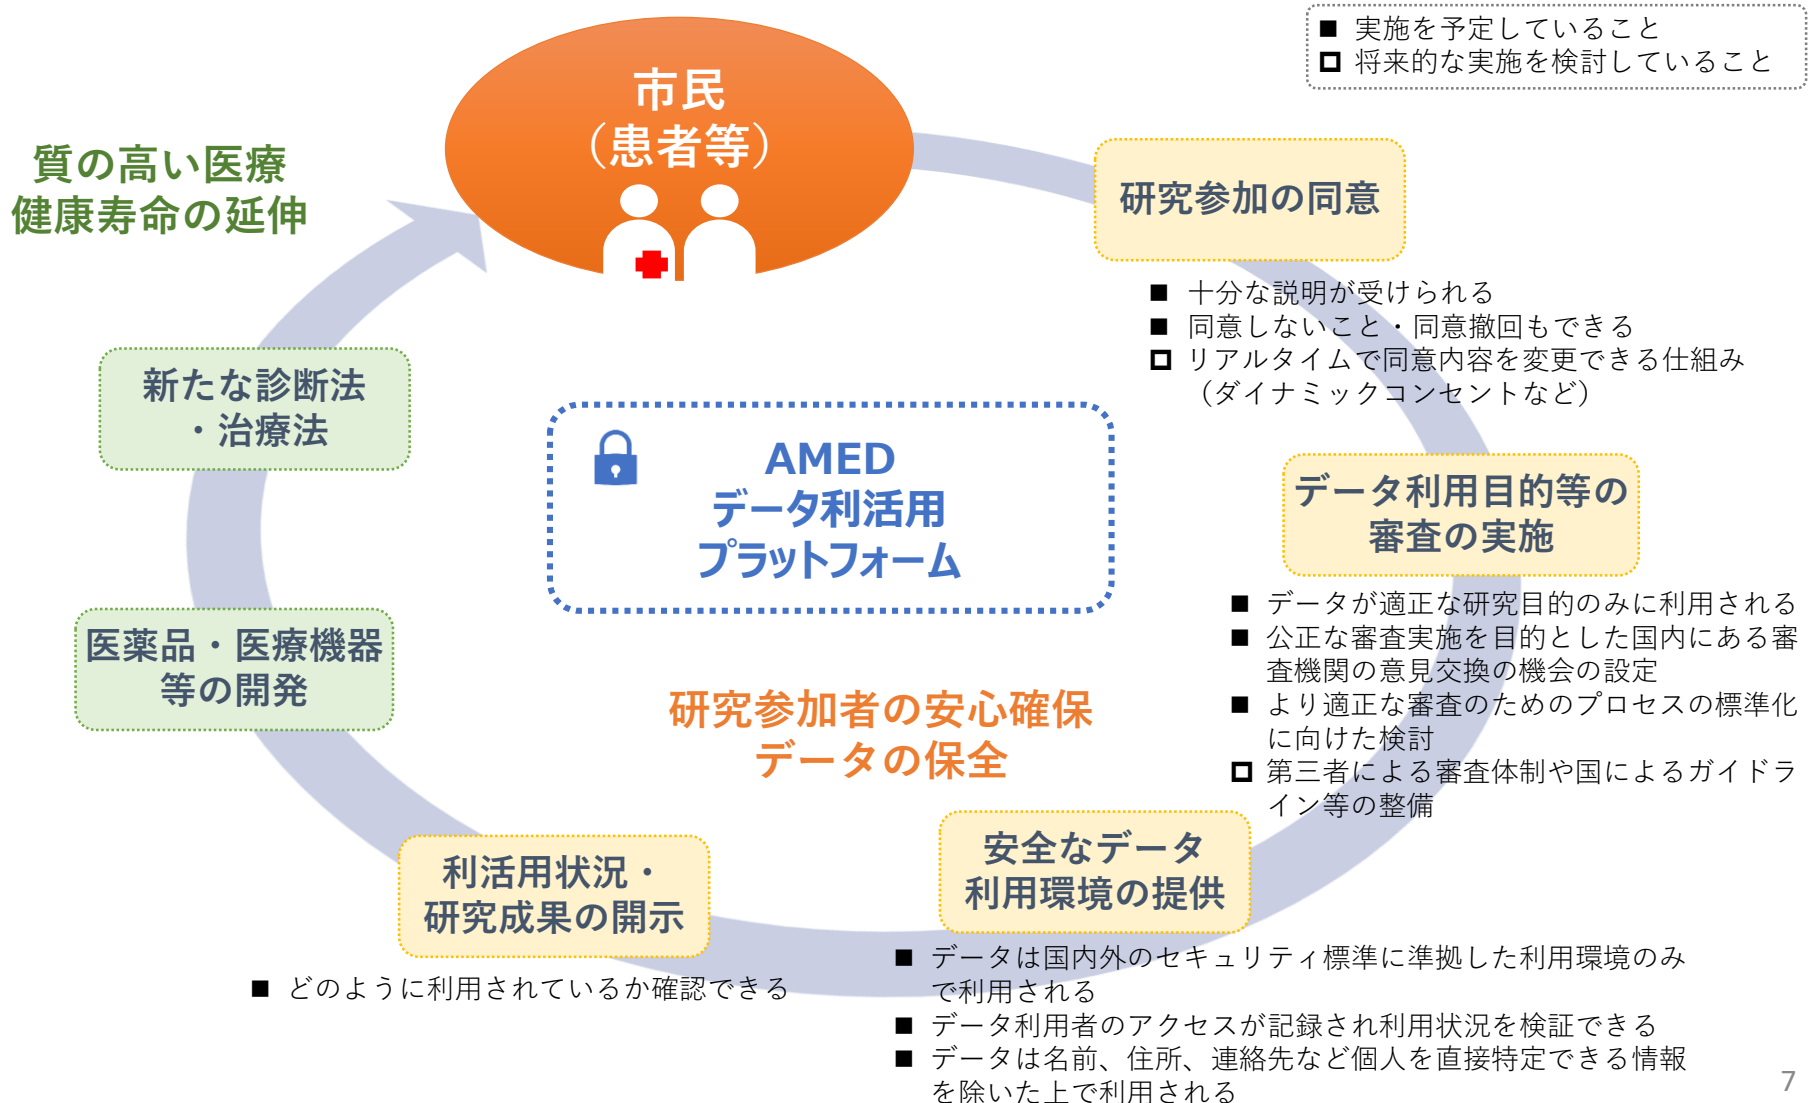 ■ 実施を予定していること
□ 将来的な実施を検討していること
市民
（患者等）
質の高い医療
健康寿命の延伸
研究参加の同意
■ 十分な説明が受けられる
■ 同意しないこと・同意撤回もできる
□ リアルタイムで同意内容を変更できる仕組み
（ダイナミックコンセントなど）
新たな診断法
・治療法
AMED
データ利活用
プラットフォーム
データ利用目的等の
審査の実施
■ データが適正な研究目的のみに利用される
■ 公正な審査実施を目的とした国内にある審
査機関の意見交換の機会の設定
■ より適正な審査のためのプロセスの標準化
に向けた検討
□ 第三者による審査体制や国によるガイドラ
イン等の整備
医薬品・医療機器
等の開発
研究参加者の安心確保
データの保全
安全なデータ
利用環境の提供
■ データは国内外のセキュリティ標準に準拠した利用環境のみ
で利用される
■ データ利用者のアクセスが記録され利用状況を検証できる
■ データは名前、住所、連絡先など個人を直接特定できる情報
を除いた上で利用される
利活用状況・
研究成果の開示
■ どのように利用されているか確認できる
7